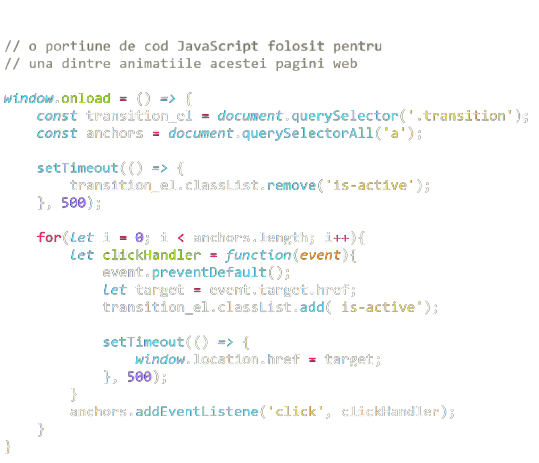 // o portiune de cod JavaScript folosit pentru
// una dintre animatiile acestei pagini web
window.onload = () => {
const transition_el = document.querySelector('.transition');
const anchors = document.querySelectorAll('a');
setTimeout(() => {
transition_el.classList.remove('is-active');
}, 500);
for(let i = 0; i < anchors.length; i++){
let clickHandler = function(event){
event.preventDefault();
let target = event.target.href;
transition_el.classList.add( is-active');
setTimeout(() => {
window.location.href = target;
}, 500);
}
anchors.addEventListene('click', clickHandler);
}
}